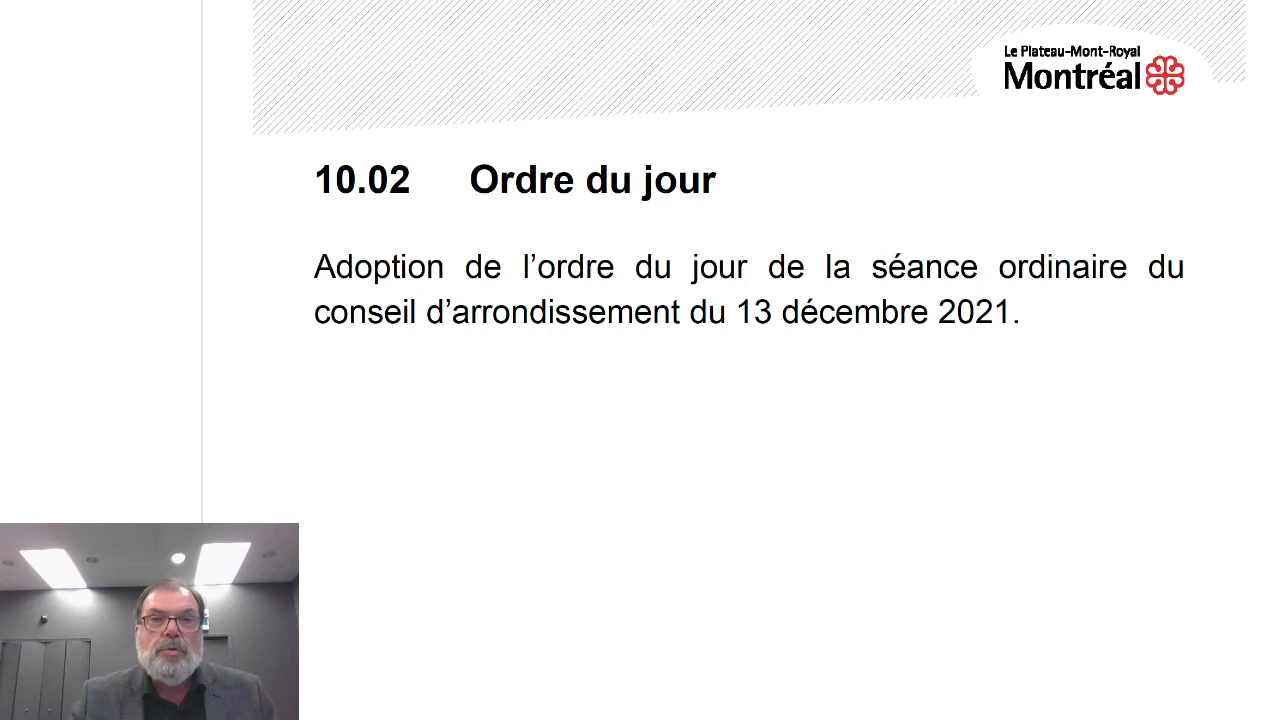 Le Plateau-Mont-Royal
Montréal
10.02 Ordre du jour
Adoption de l’ordre du jour de la séance ordinaire du
conseil d’arrondissement du 13 décembre 2021.